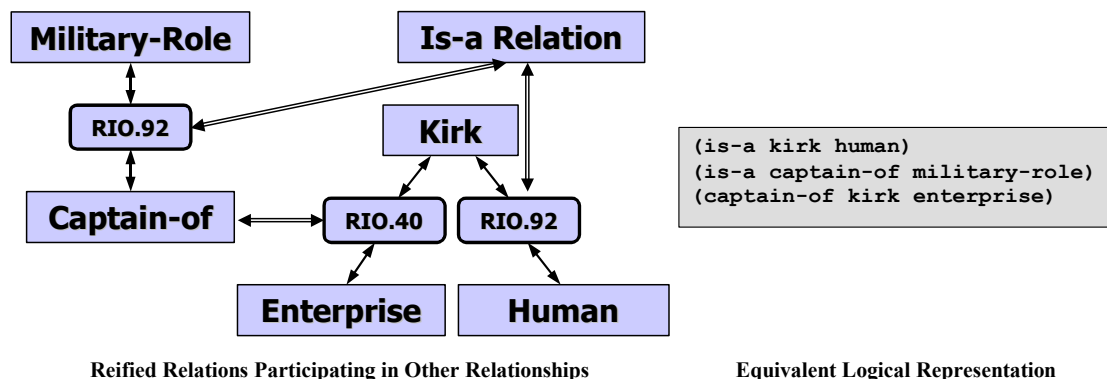 Military-Role
Is-a Relation
RIO.92
Kirk
Captain-of
RIO.40
RIO.92
Enterprise
Human
(is-a kirk human)
(is-a captain-of military-role)
(captain-of kirk enterprise)
Reified Relations Participating in Other Relationships
Equivalent Logical Representation